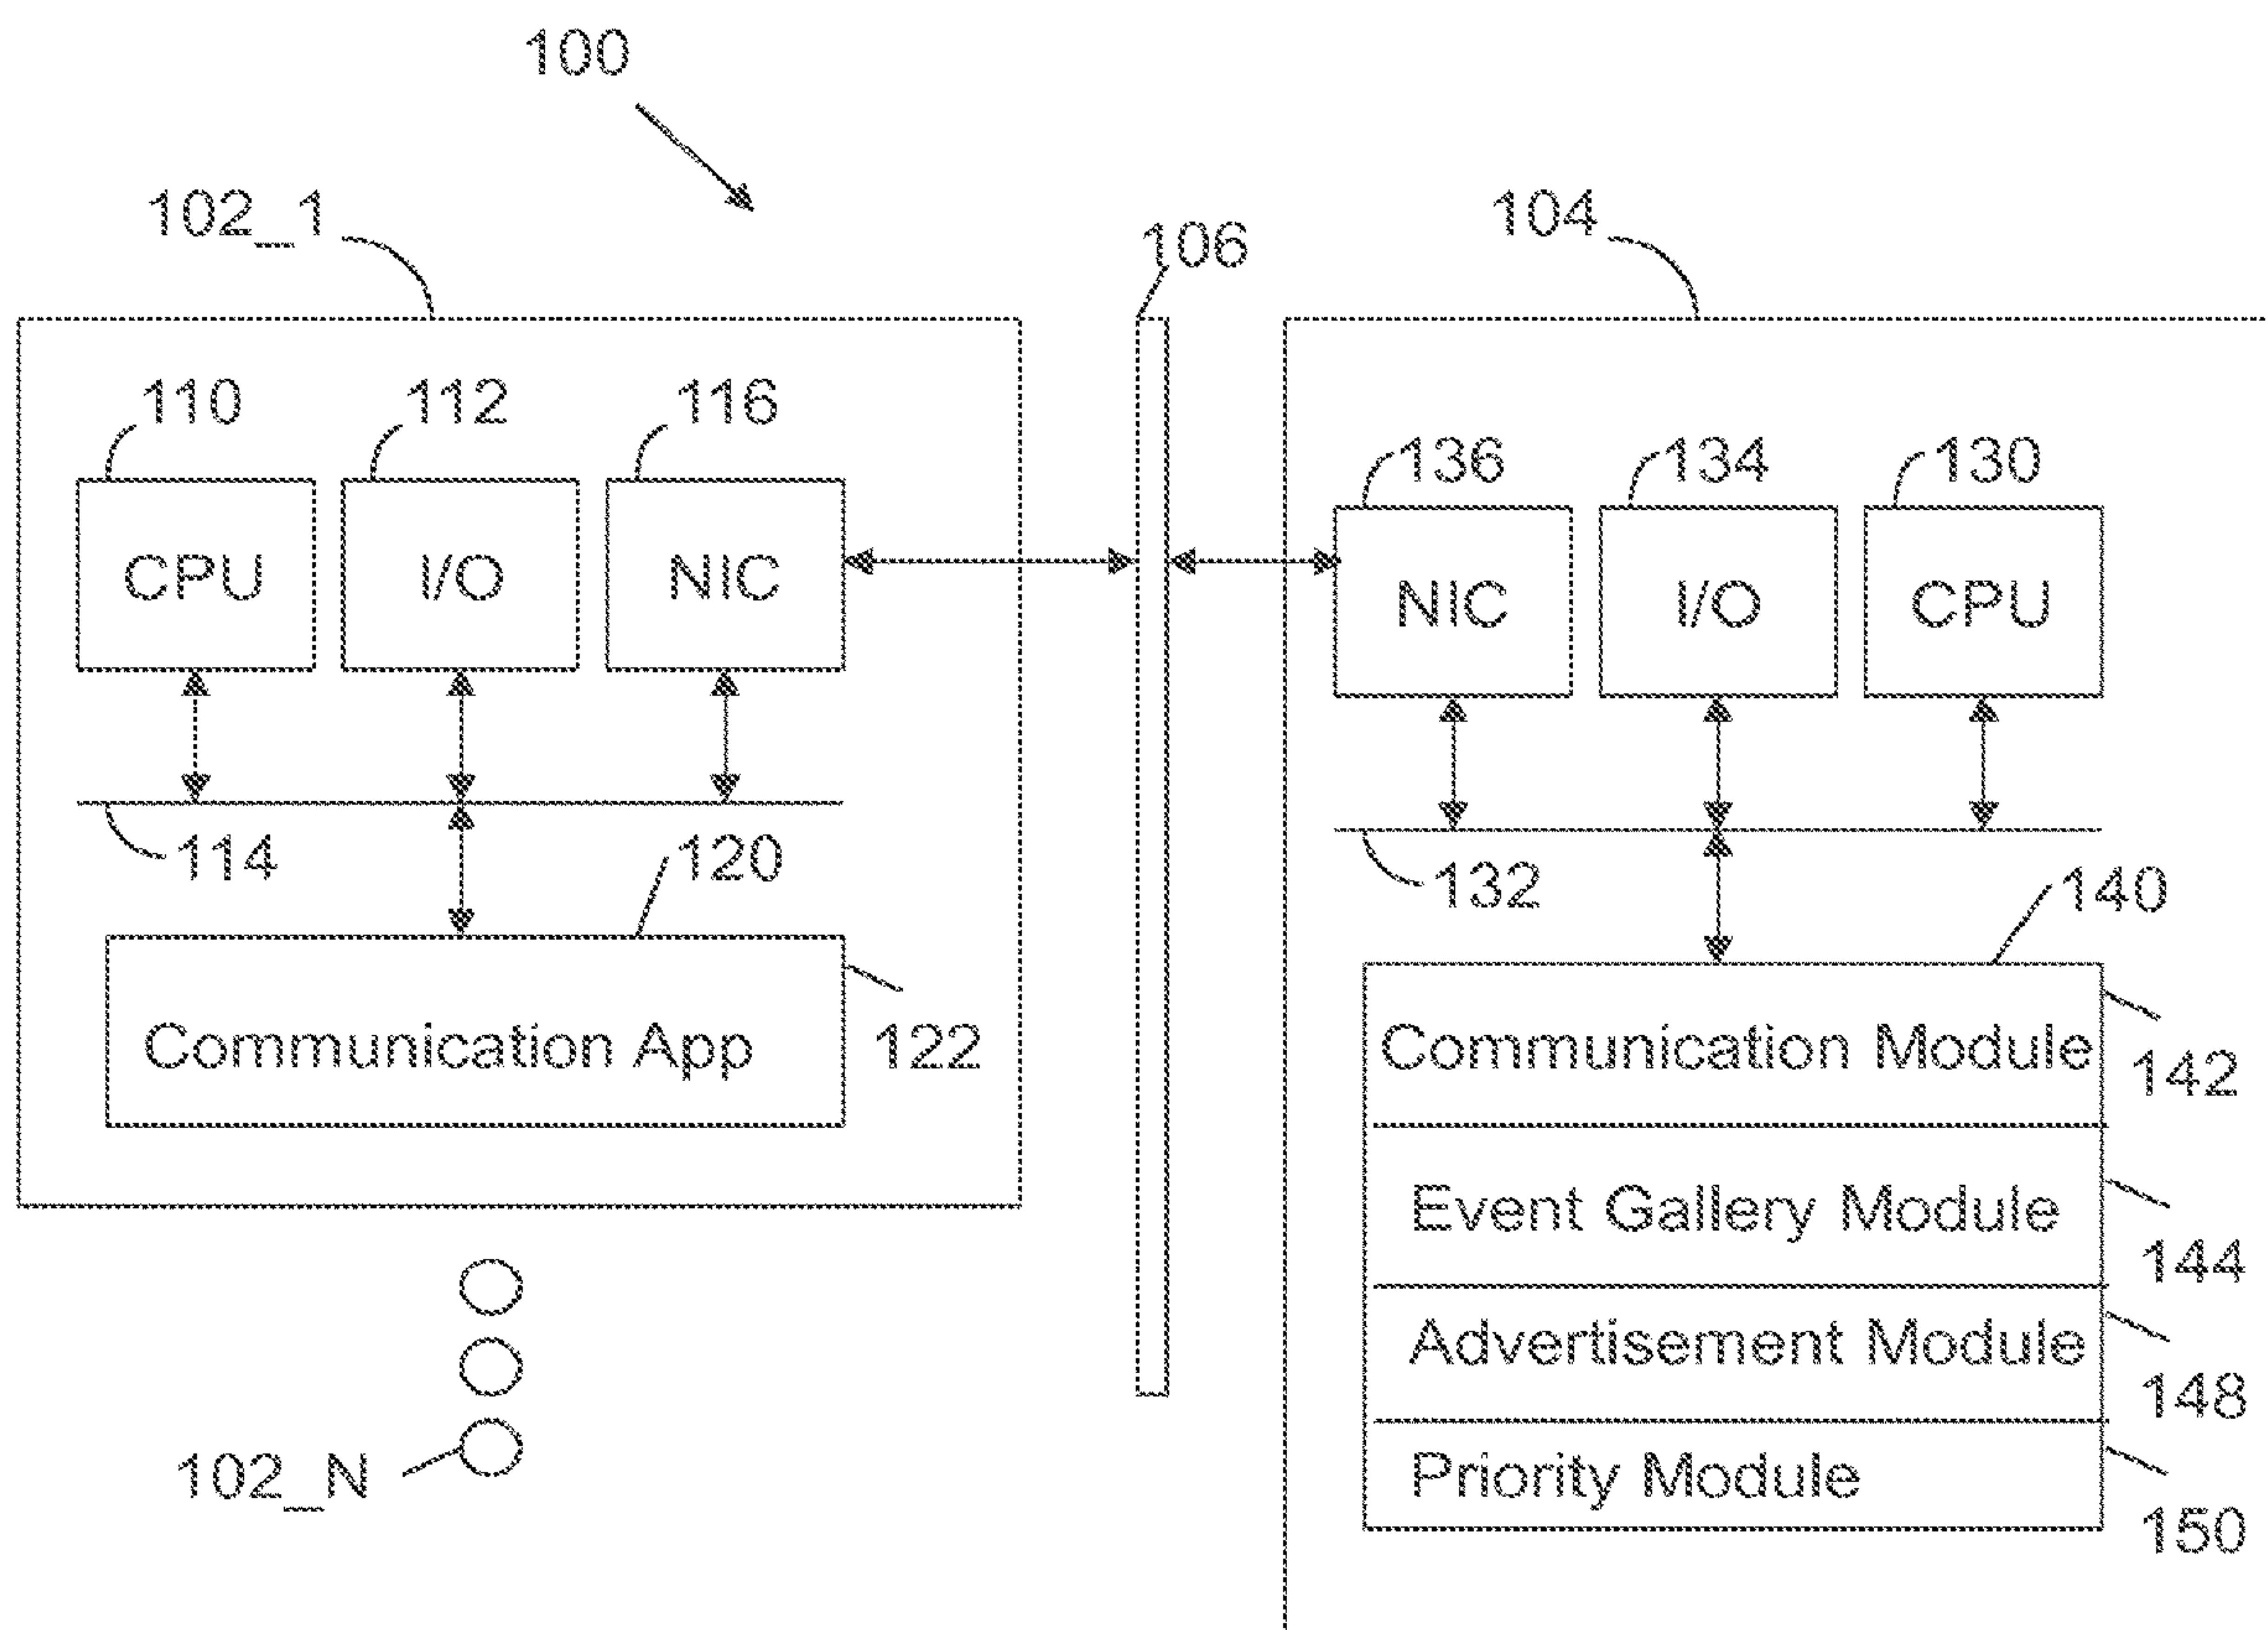 100
102_1
106
104
110
112
116
136
134
130
CPU
I/O
NIC
NIC
I/O
CPU
114
120
132
140
Communication App
122
Communication Module
142
Event Gallery Module
144
Advertisement Module
148
102_N
Priority Module
150